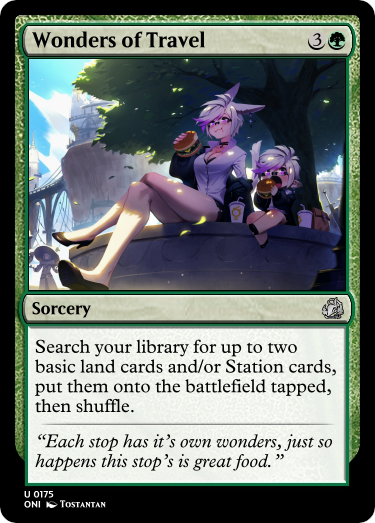 Wonders of Travel 3
Sorcery
Search your library for up to two
basic land cards and/or Station cards,
put them onto the battlefield tapped,
then shuffle.
“Each stop has it's own wonders, just so
happens this stop's is great food.”
U 0175
ONI Tostantan